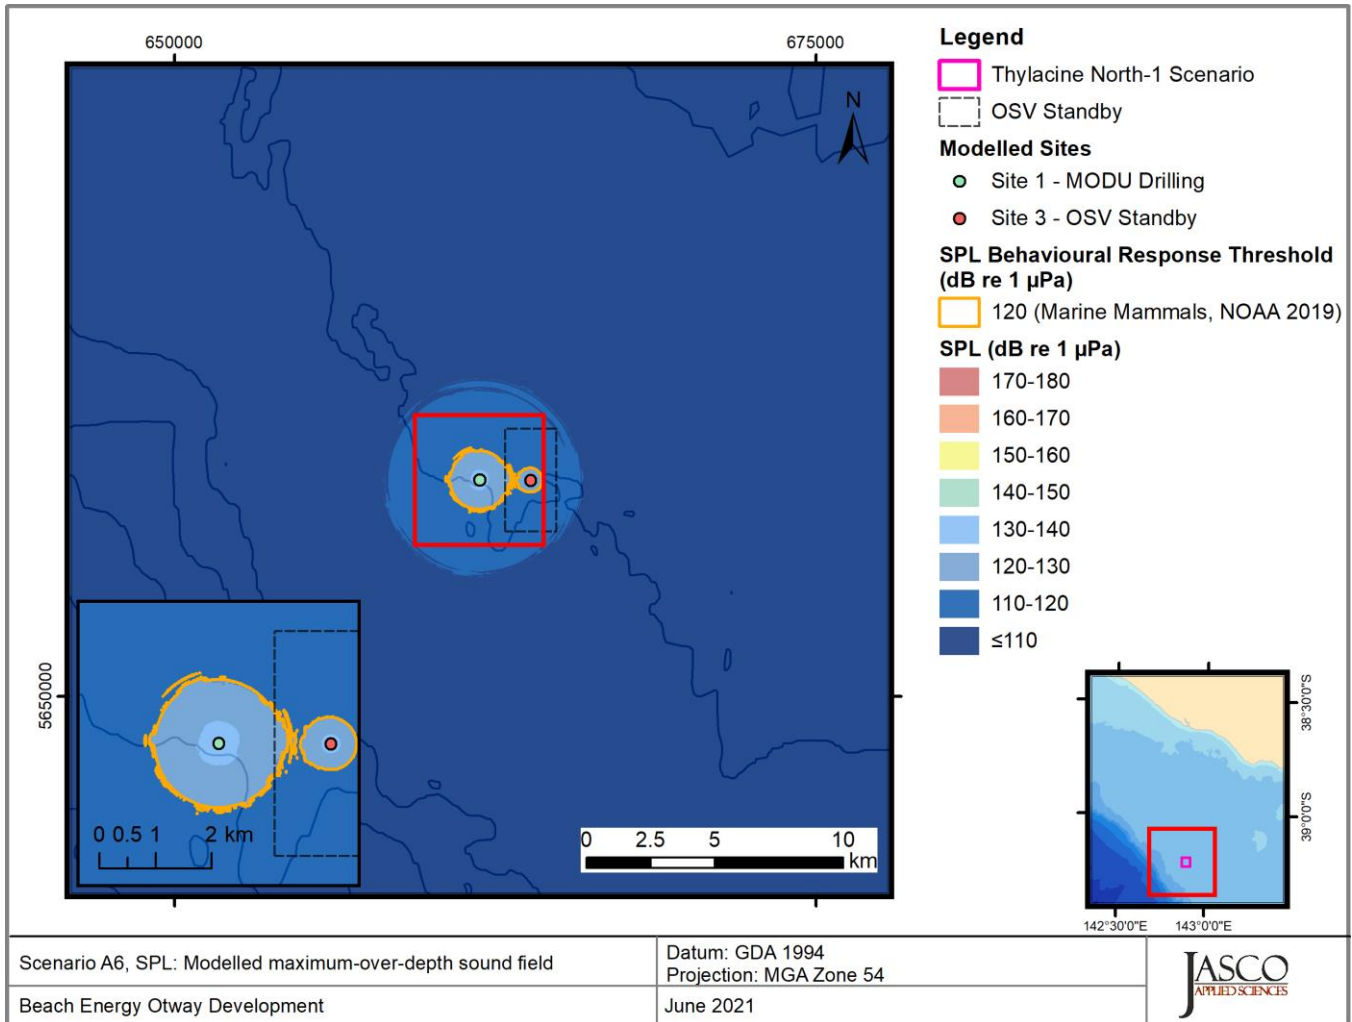 650000
675000
N
5650000
0 0.5 1 2 km
0 2.5 5 10
km
Legend
Thylacine North-1 Scenario
OSV Standby
Modelled Sites
Site 1 - MODU Drilling
Site 3 - OSV Standby
SPL Behavioural Response Threshold
(dB re 1 µPa)
120 (Marine Mammals, NOAA 2019)
SPL (dB re 1 µPa)
170-180
160-170
150-160
140-150
130-140
120-130
110-120
≤110
38°30'0"S
39°0'0"S
142°30'0"E 143°0'0"E
Scenario A6, SPL: Modelled maximum-over-depth sound field
Beach Energy Otway Development
Datum: GDA 1994
Projection: MGA Zone 54
June 2021
JASCO
APPLIED SCIENCES